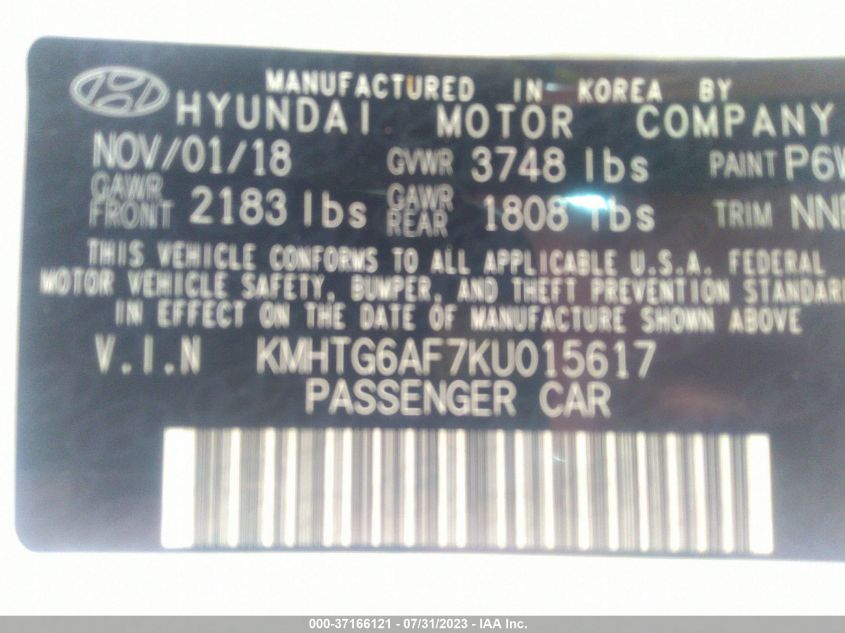 MANUFACTURED IN KOREA BY
HYUNDAI MOTOR COMPANY
NOV/01/18 GVWR 3748 lbs PAINT P6W
GAWR FRONT 2183 lbs GAWR REAR 1808 lbs TRIM NNB
THIS VEHICLE CONFORMS TO ALL APPLICABLE U.S.A. FEDERAL
MOTOR VEHICLE SAFETY, BUMPER, AND THEFT PREVENTION STANDARD
IN EFFECT ON THE DATE OF MANUFACTURE SHOWN ABOVE
V.I.N KMHTG6AF7KU015617
PASSENGER CAR
000-37166121 - 07/31/2023 - IAA Inc.